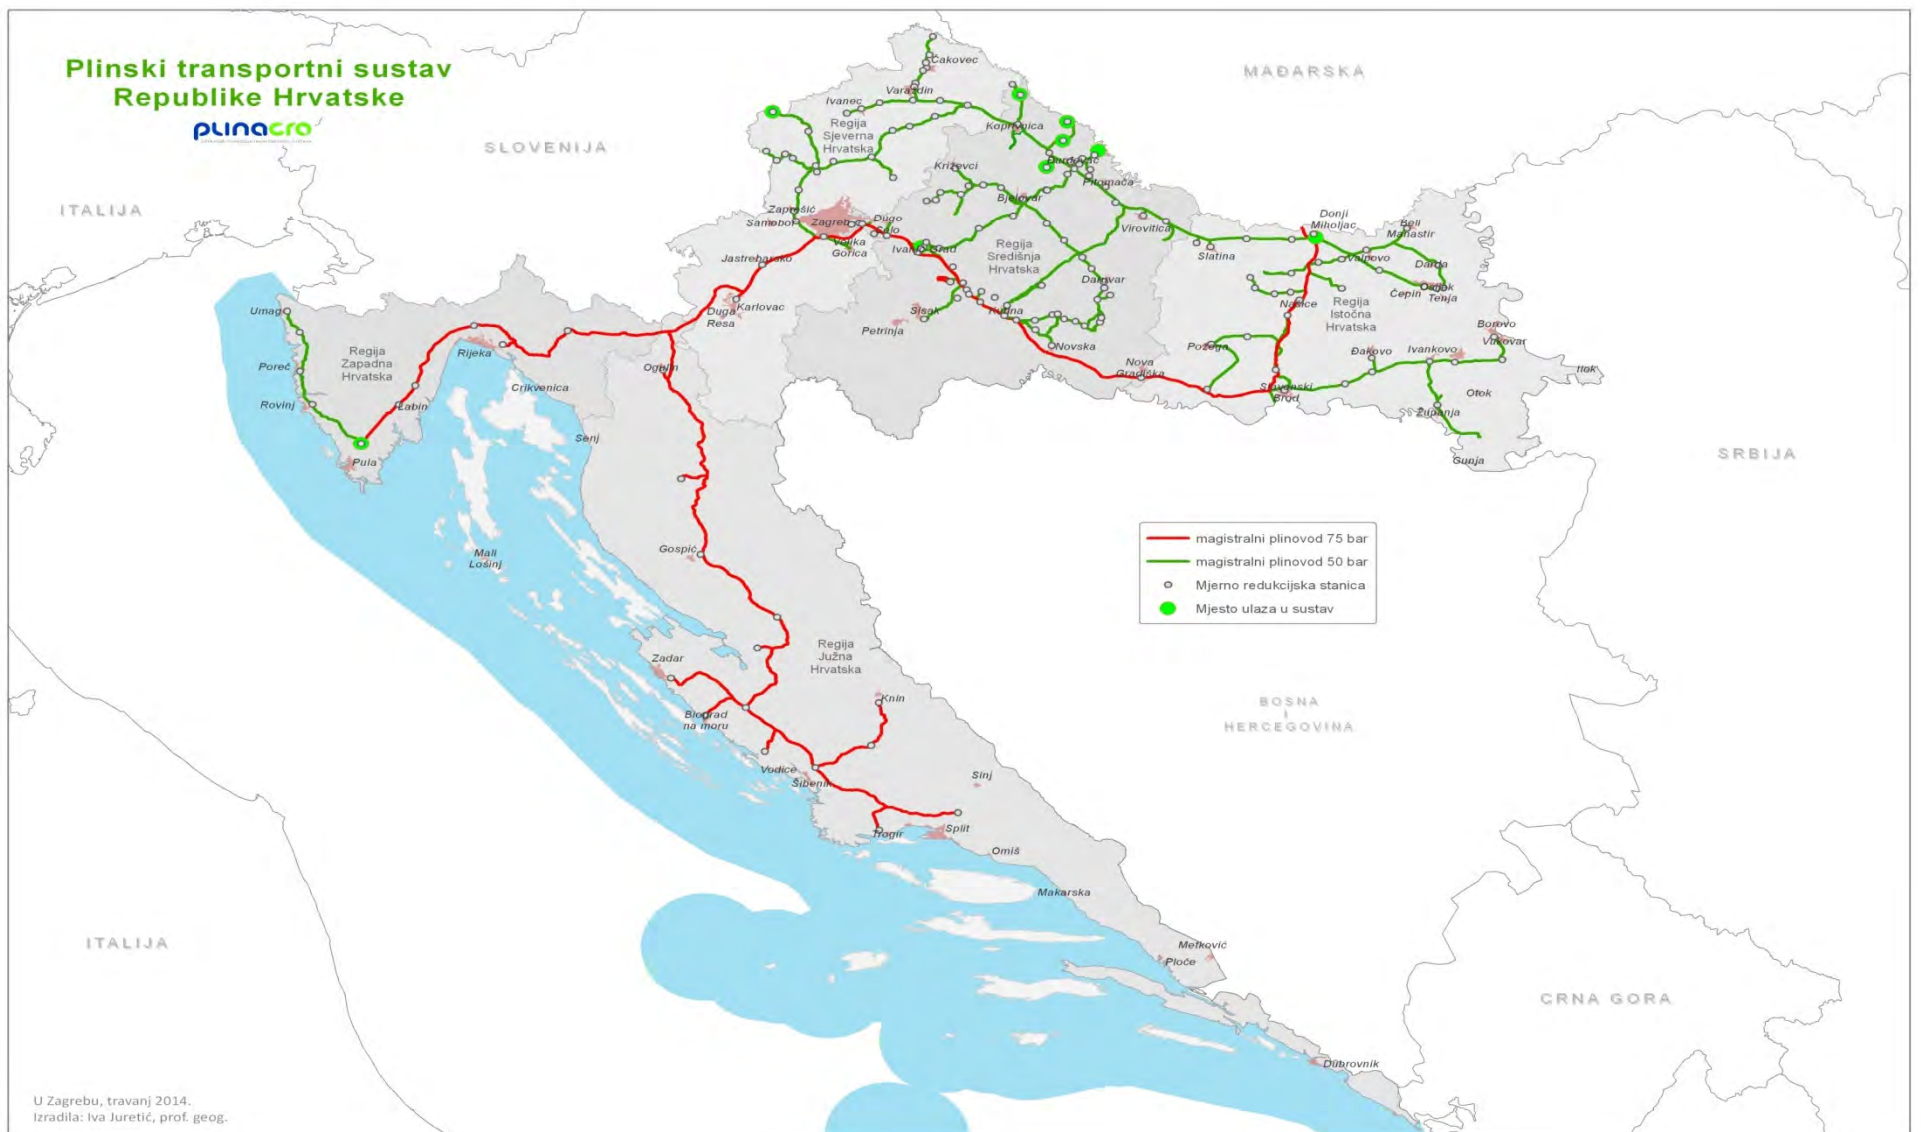 Plinski transportni sustav
Republike Hrvatske
plinacro
MAĐARSKA
SLOVENIJA
ITALIJA
Čakovec
Varaždin
Ivanec
Regija
Sjeverna
Hrvatska
Koprivnica
Križevci
Đurđevac
Pitomača
Bjelovar
Zaprešić
Samobor
Zagreb
Dugo
Selo
Velika
Gorica
Ivanić Grad
Regija
Središnja
Hrvatska
Virovitica
Donji
Miholjac
Beli
Manastir
Slatina
Valpovo
Darda
Osijek
Čepin
Tenja
Jastrebarsko
Daruvar
Našice
Regija
Istočna
Hrvatska
Karlovac
Duga
Resa
Sisak
Kutina
Petrinja
Novska
Požega
Borovo
Vukovar
Đakovo
Ivankovo
Ilok
Nova
Gradiška
Slavonski
Brod
Otok
Županja
Gunja
Umag
Poreč
Regija
Zapadna
Hrvatska
Rijeka
Ogulin
Crikvenica
Rovinj
Labin
Senj
Pula
SRBIJA
Mali
Lošinj
Gospić
magistralni plinovod 75 bar
magistralni plinovod 50 bar
Mjerno redukcijska stanica
Mjesto ulaza u sustav
Regija
Južna
Hrvatska
Zadar
Knin
Biograd
na moru
BOSNA
I
HERCEGOVINA
Vodice
Šibenik
Sinj
Trogir
Split
Omiš
Makarska
ITALIJA
Metković
Ploče
CRNA GORA
Dubrovnik
U Zagrebu, travanj 2014.
Izradila: Iva Juretić, prof. geog.